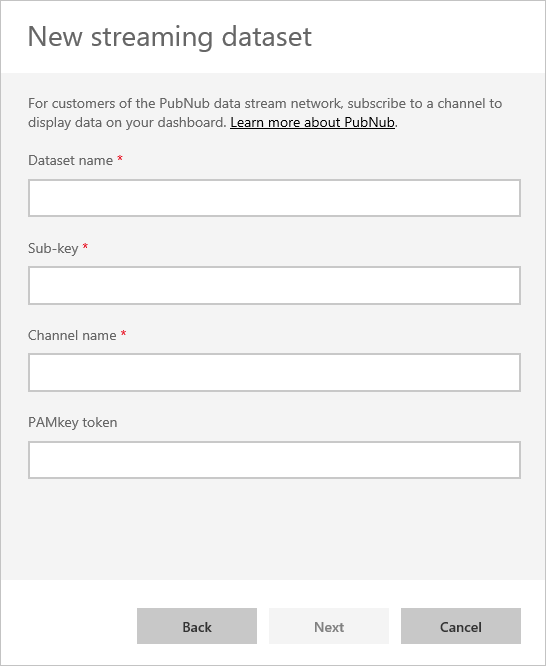 New streaming dataset
For customers of the PubNub data stream network, subscribe to a channel to
display data on your dashboard. Learn more about PubNub.
Dataset name *
Sub-key *
Channel name *
PAMkey token
Back Next Cancel